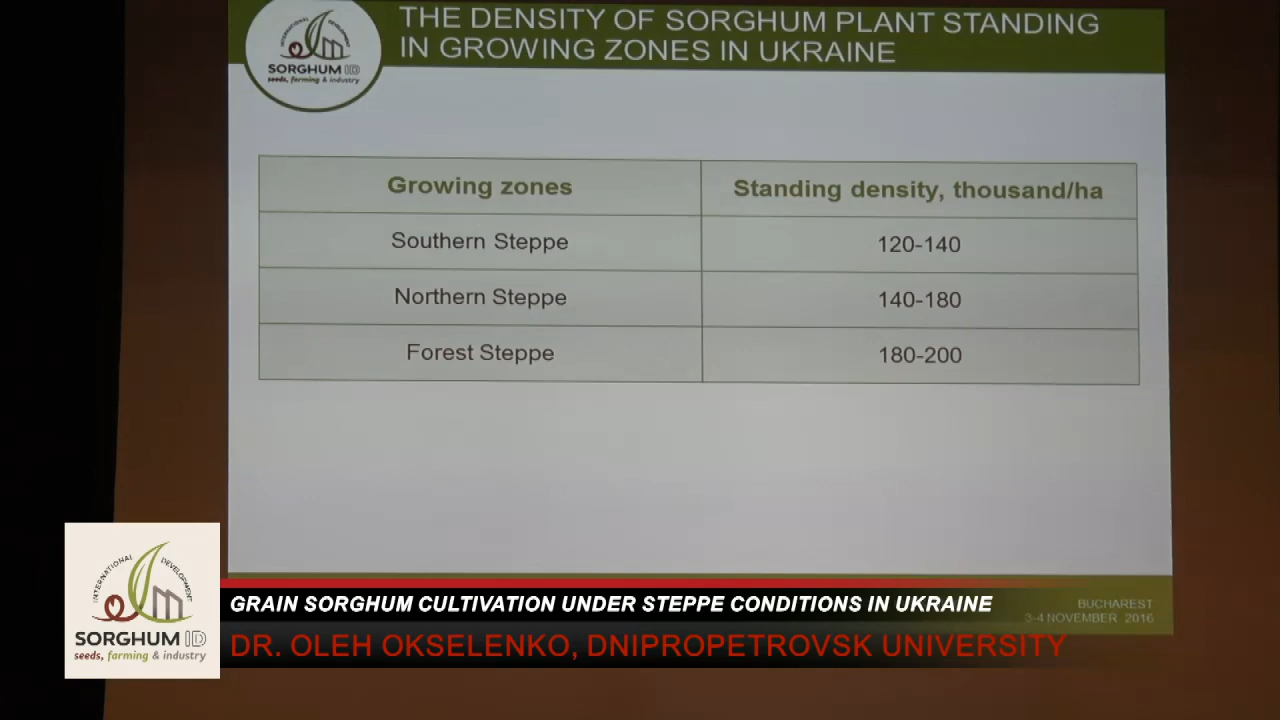 THE DENSITY OF SORGHUM PLANT STANDING
IN GROWING ZONES IN UKRAINE
INTERNATIONAL DEVELOPMENT
SORGHUM ID
seeds, farming & industry
Growing zones
Standing density, thousand/ha
Southern Steppe
120-140
Northern Steppe
140-180
Forest Steppe
180-200
BUCHAREST
3-4 NOVEMBER 2016
INTERNATIONAL DEVELOPMENT
SORGHUM ID
seeds, farming & industry
GRAIN SORGHUM CULTIVATION UNDER STEPPE CONDITIONS IN UKRAINE
DR. OLEH OKSELENKO, DNIPROPETROVSK UNIVERSITY